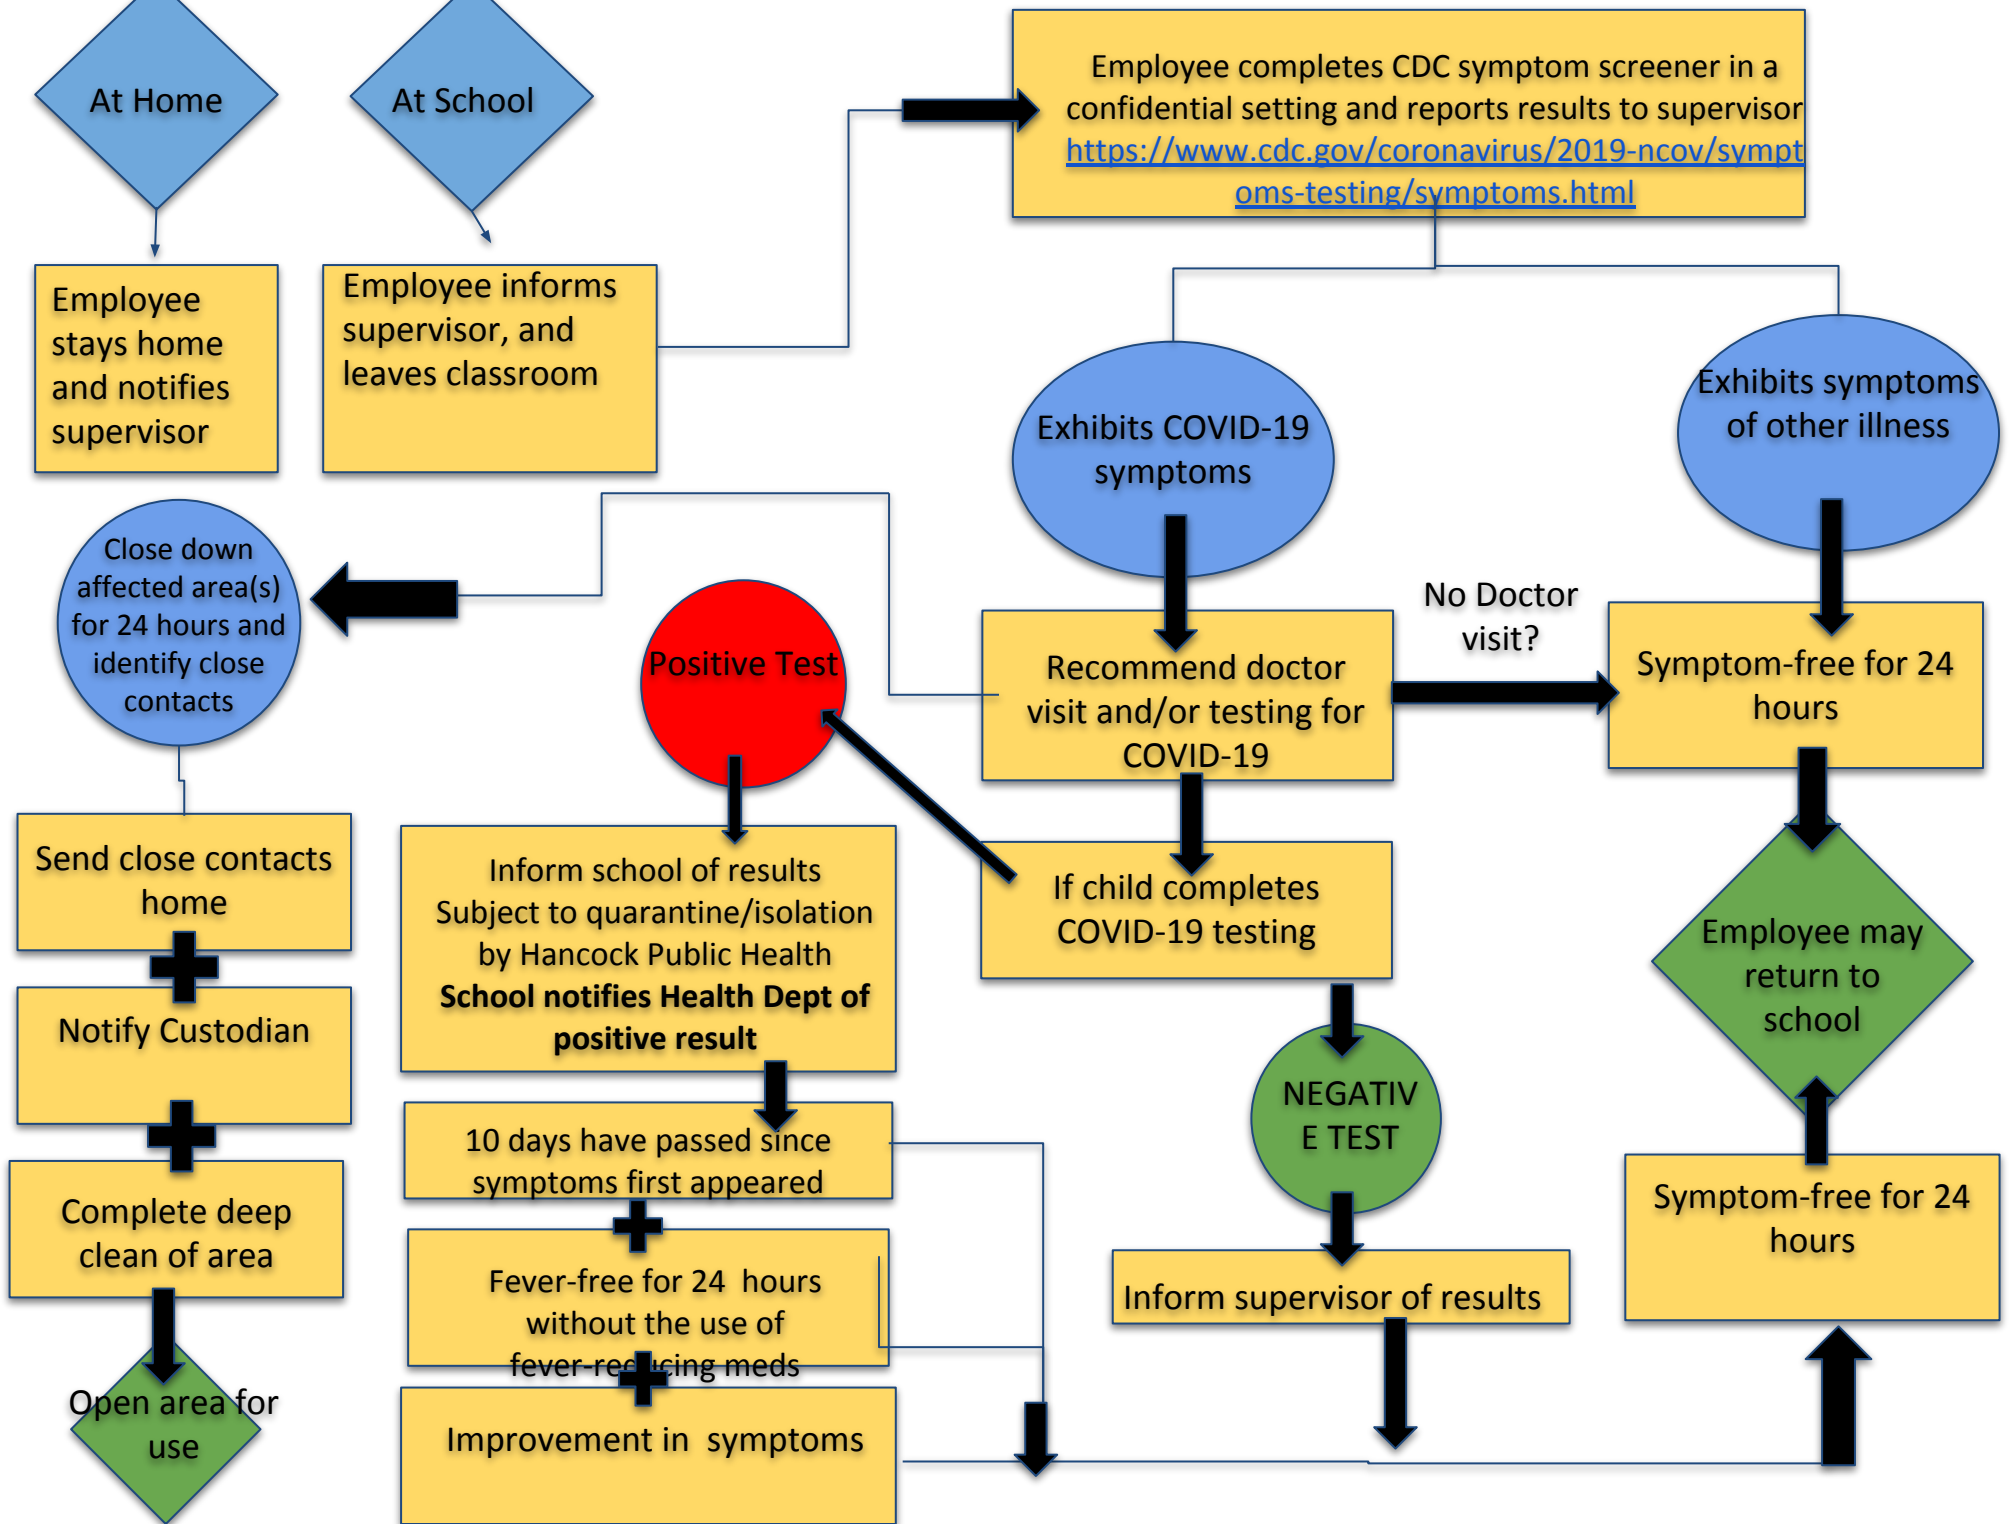 At Home
At School
Employee completes CDC symptom screener in a
confidential setting and reports results to supervisor
https://www.cdc.gov/coronavirus/2019-ncov/sympt
oms-testing/symptoms.html
Employee
stays home
and notifies
supervisor
Employee informs
supervisor, and
leaves classroom
Exhibits COVID-19
symptoms
Exhibits symptoms
of other illness
Close down
affected area(s)
for 24 hours and
identify close
contacts
Positive Test
Recommend doctor
visit and/or testing for
COVID-19
No Doctor
visit?
Symptom-free for 24
hours
Send close contacts
home
Inform school of results
Subject to quarantine/isolation
by Hancock Public Health
School notifies Health Dept of
positive result
If child completes
COVID-19 testing
Employee may
return to
school
Notify Custodian
NEGATIV
E TEST
10 days have passed since
symptoms first appeared
Complete deep
clean of area
Fever-free for 24  hours
without the use of
fever-reducing meds
Inform supervisor of results
Symptom-free for 24
hours
Open area for
use
Improvement in  symptoms